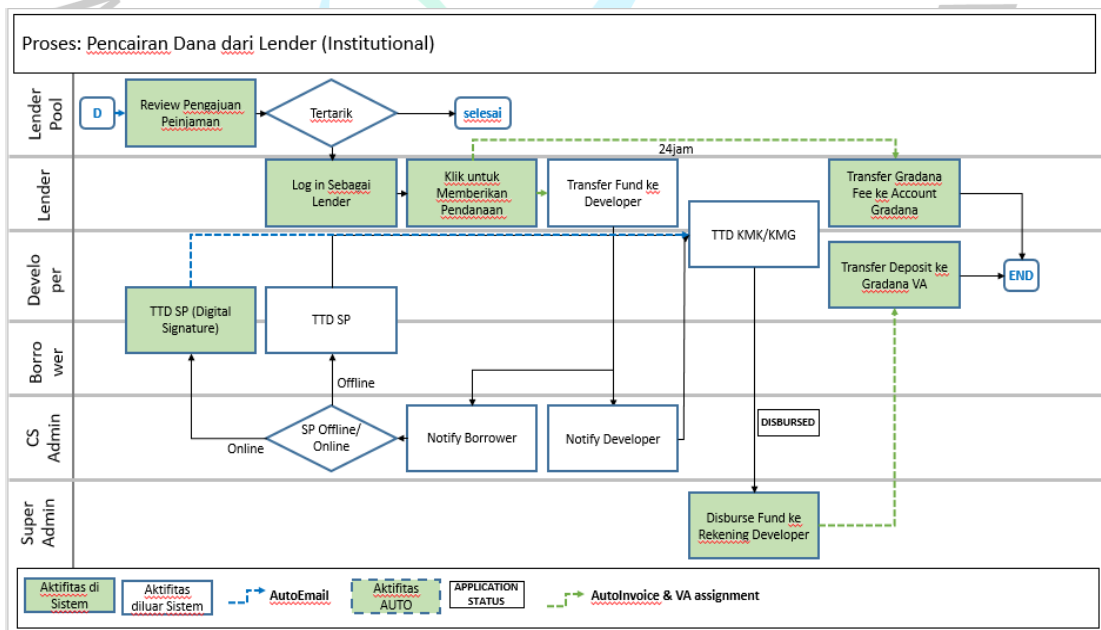 Proses: Pencairan Dana dari Lender (Institutional)
Lender
Pool
D
Review Pengajuan
Peinjaman
Tertarik
selesai
24jam
Lender
Log in Sebagai
Lender
Klik untuk
Memberikan
Pendanaan
Transfer Fund ke
Developer
Transfer Gradana
Fee ke Account
Gradana
TTD KMK/KMG
Develo
per
TTD SP (Digital
Signature)
TTD SP
Transfer Deposit ke
Gradana VA
END
Borro
wer
Offline
CS
Admin
Online
SP Offline/
Online
Notify Borrower
Notify Developer
DISBURSED
Super
Admin
Disburse Fund ke
Rekening Developer
Aktifitas di
Sistem
Aktifitas
diluar Sistem
AutoEmail
Aktifitas
AUTO
APPLICATION
STATUS
AutoInvoice & VA assignment